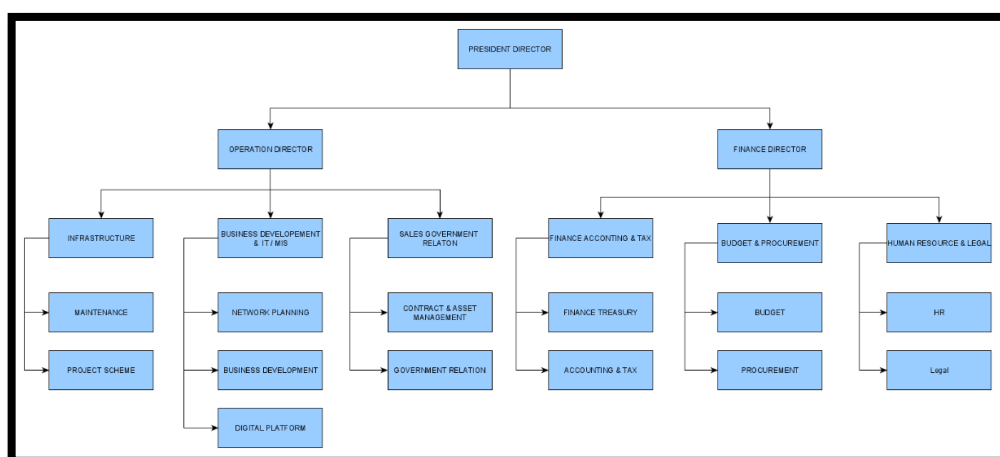 PRESIDENT DIRECTOR
OPERATION DIRECTOR
FINANCE DIRECTOR
INFRASTRUCTURE
BUSINESS DEVELOPEMENT
& IT / MIS
SALES GOVERNMENT
RELATON
FINANCE ACCONTING & TAX
BUDGET & PROCUREMENT
HUMAN RESOURCE & LEGAL
MAINTENANCE
NETWORK PLANNING
CONTRACT & ASSET
MANAGEMENT
FINANCE TREASURY
BUDGET
HR
PROJECT SCHEME
BUSINESS DEVELOPMENT
GOVERNMENT RELATION
ACCOUNTING & TAX
PROCUREMENT
Legal
DIGITAL PLATFORM